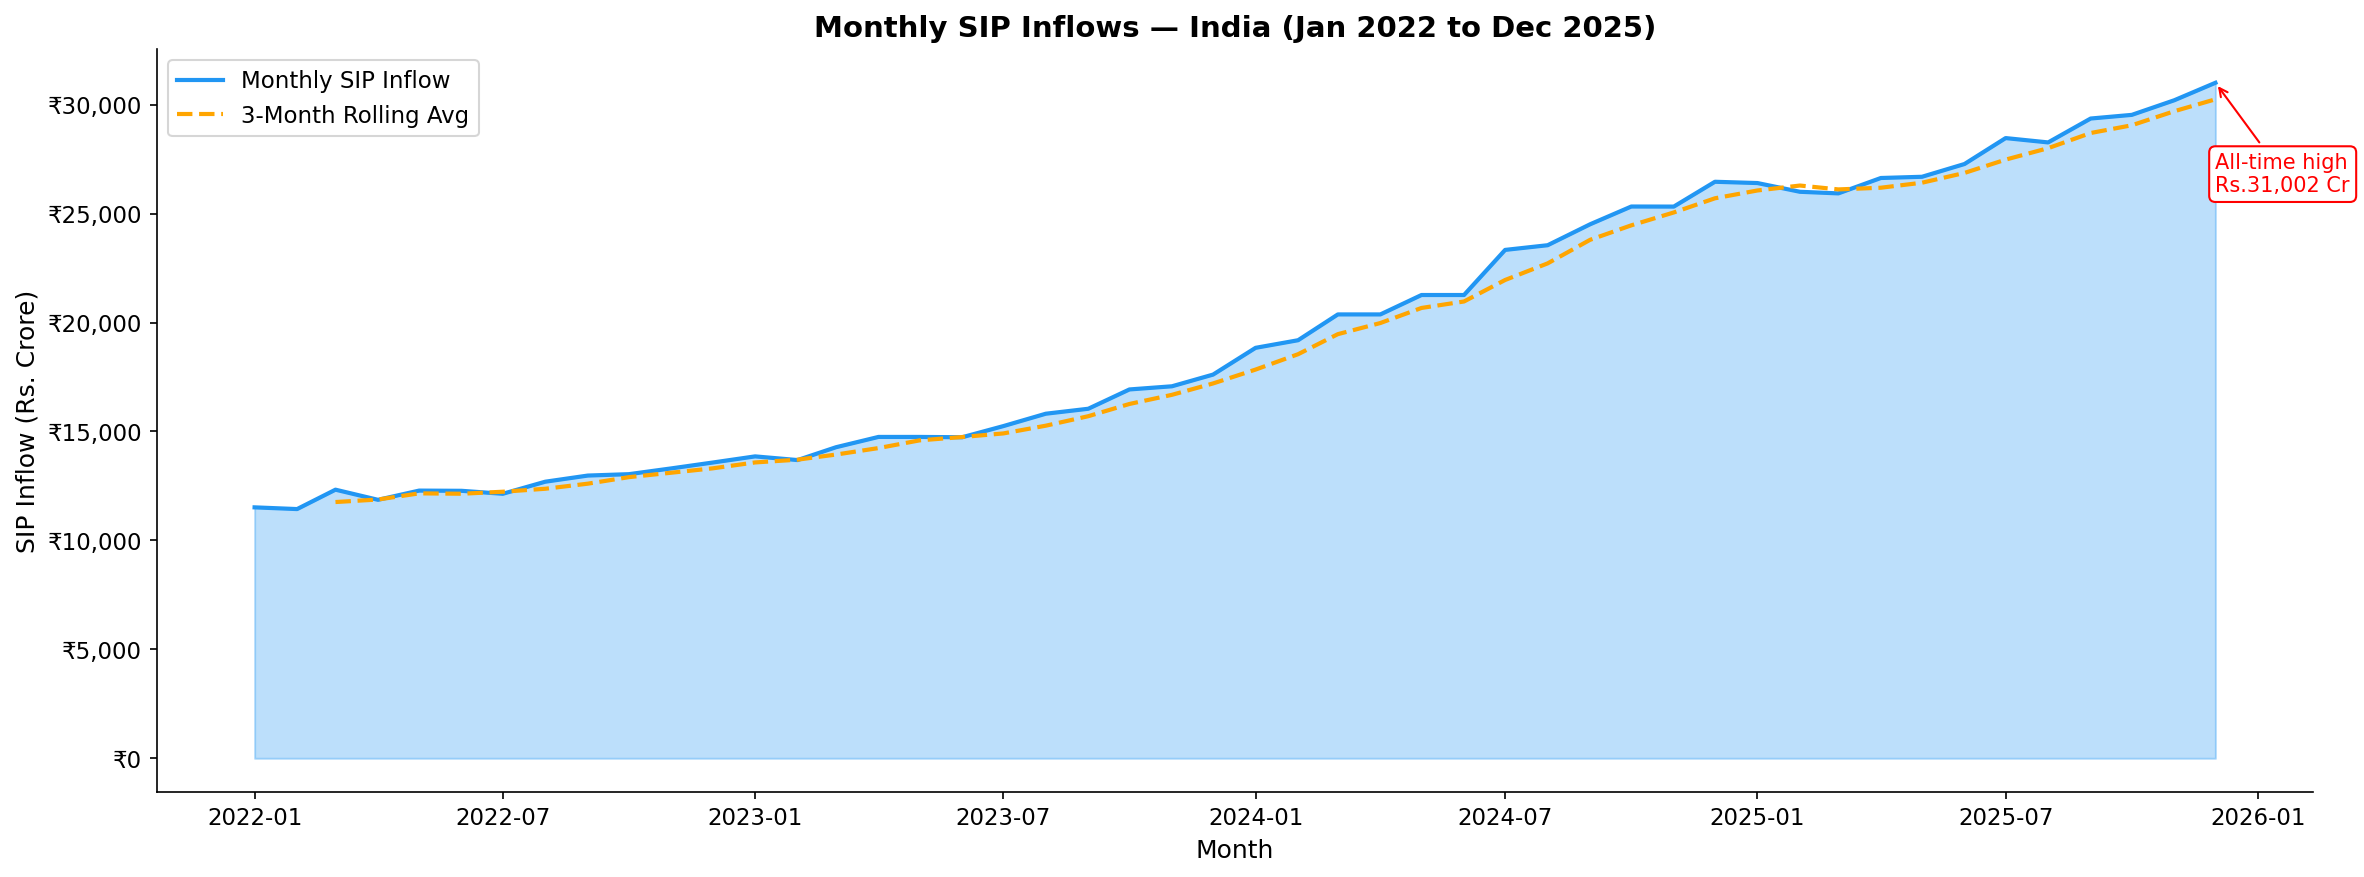 Monthly SIP Inflows — India (Jan 2022 to Dec 2025)
Monthly SIP Inflow
3-Month Rolling Avg
SIP Inflow (Rs. Crore)
₹30,000
₹25,000
₹20,000
₹15,000
₹10,000
₹5,000
₹0
All-time high
Rs.31,002 Cr
2022-01
2022-07
2023-01
2023-07
2024-01
2024-07
2025-01
2025-07
2026-01
Month